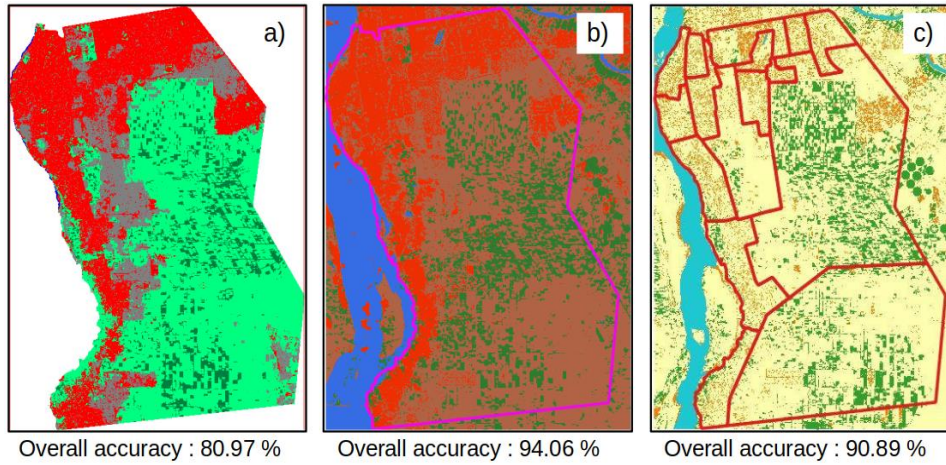 a)
b)
c)
Overall accuracy : 80.97 %
Overall accuracy : 94.06 %
Overall accuracy : 90.89 %